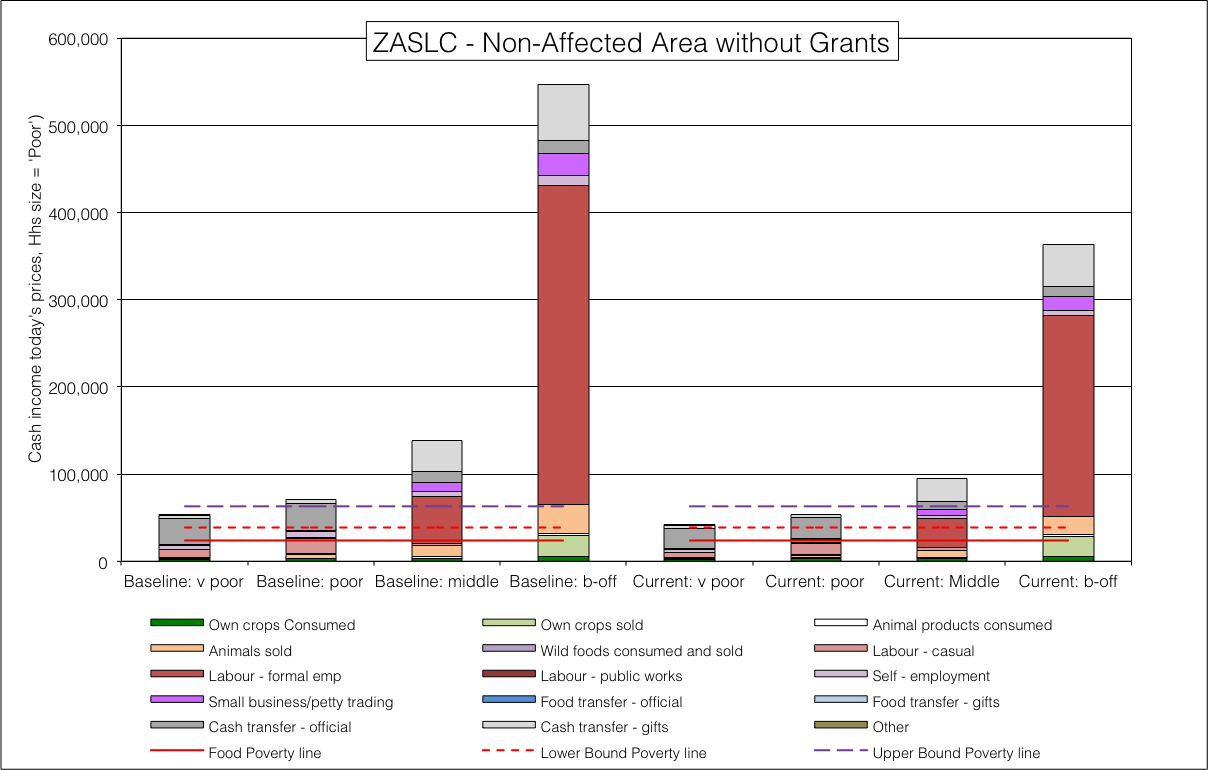 ZASLC - Non-Affected Area without Grants
Cash income today's prices, Hhs size = 'Poor')
600,000
500,000
400,000
300,000
200,000
100,000
0
Baseline: v poor Baseline: poor Baseline: middle Baseline: b-off Current: v poor Current: poor Current: Middle Current: b-off
Own crops Consumed Own crops sold Animal products consumed
Animals sold Wild foods consumed and sold Labour - casual
Labour - formal emp Labour - public works Self - employment
Small business/petty trading Food transfer - official Food transfer - gifts
Cash transfer - official Cash transfer - gifts Other
Food Poverty line Lower Bound Poverty line Upper Bound Poverty line